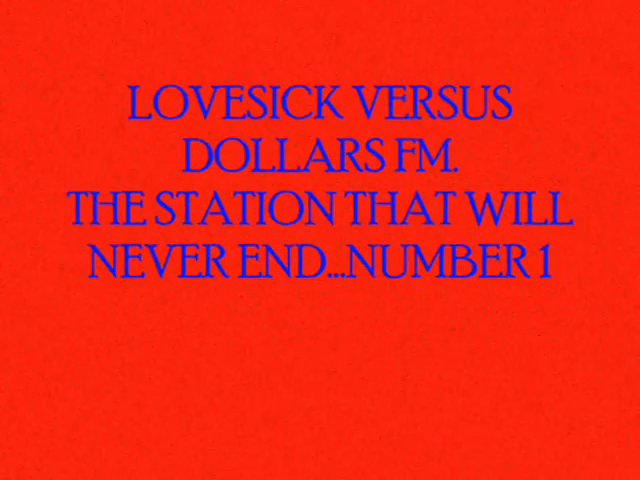 LOVESICK VERSUS
DOLLARS FM.
THE STATION THAT WILL
NEVER END...NUMBER 1